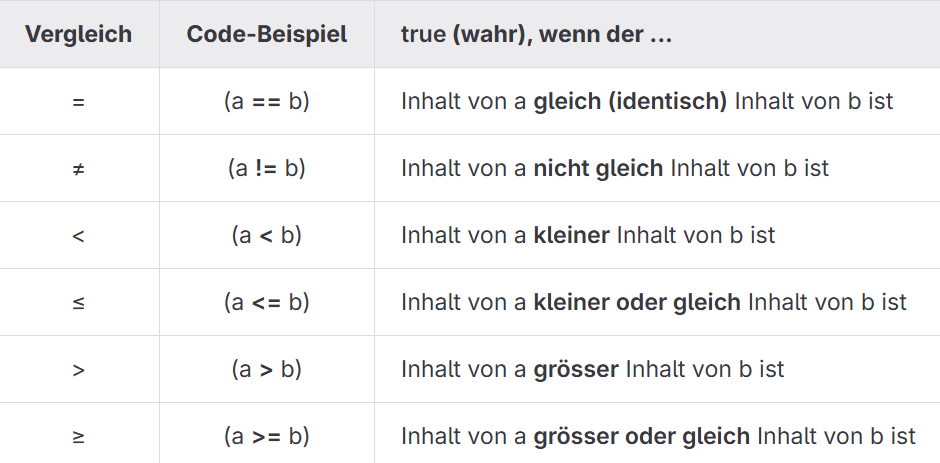 Vergleich Code-Beispiel true (wahr), wenn der ...
= (a == b) Inhalt von a gleich (identisch) Inhalt von b ist
≠ (a != b) Inhalt von a nicht gleich Inhalt von b ist
< (a < b) Inhalt von a kleiner Inhalt von b ist
≤ (a <= b) Inhalt von a kleiner oder gleich Inhalt von b ist
> (a > b) Inhalt von a grösser Inhalt von b ist
≥ (a >= b) Inhalt von a grösser oder gleich Inhalt von b ist